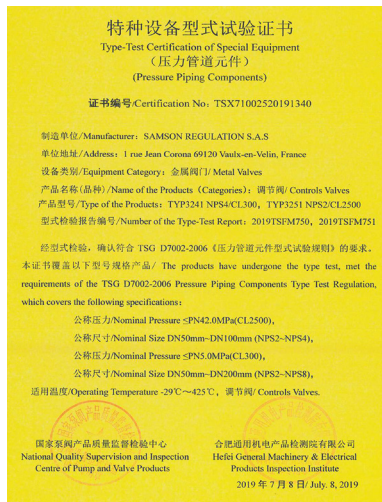 特种设备型式试验证书
Type-Test Certification of Special Equipment
（压力管道元件）
(Pressure Piping Components)
证书编号/Certification No: TSX71002520191340
制造单位/Manufacturer: SAMSON REGULATION S.A.S
单位地址/Address: 1 rue Jean Corona 69120 Vaulx-en-Velin, France
设备类别/Equipment Category: 金属阀门/ Metal Valves
产品名称(品种) /Name of the Products (Categories): 调节阀/ Controls Valves
产品型号/Type of the Products: TYP3241 NPS4/CL300, TYP3251 NPS2/CL2500
型式检验报告编号/Number of the Type-Test Report: 2019TSFM750, 2019TSFM751
经型式检验，确认符合 TSG D7002-2006《压力管道元件型式试验规则》的要求。
本证书覆盖以下型号规格产品/ The products have undergone the type test, met the
requirements of the TSG D7002-2006 Pressure Piping Components Type Test Regulation,
which covers the following specifications:
公称压力/Nominal Pressure ≤PN42.0MPa(CL2500),
公称尺寸/Nominal Size DN50mm~DN100mm (NPS2~NPS4),
公称压力/Nominal Pressure ≤PN5.0MPa(CL300),
公称尺寸/Nominal Size DN50mm~DN200mm (NPS2~NPS8),
适用温度/Operating Temperature -29℃～425℃, 调节阀/ Controls Valves.
国家泵阀产品质量监督检验中心
National Quality Supervision and Inspection
Centre of Pump and Valve Products
合肥通用机电产品检测院有限公司
Hefei General Machinery & Electrical
Products Inspection Institute
2019 年 7 月 8 日/ July. 8, 2019